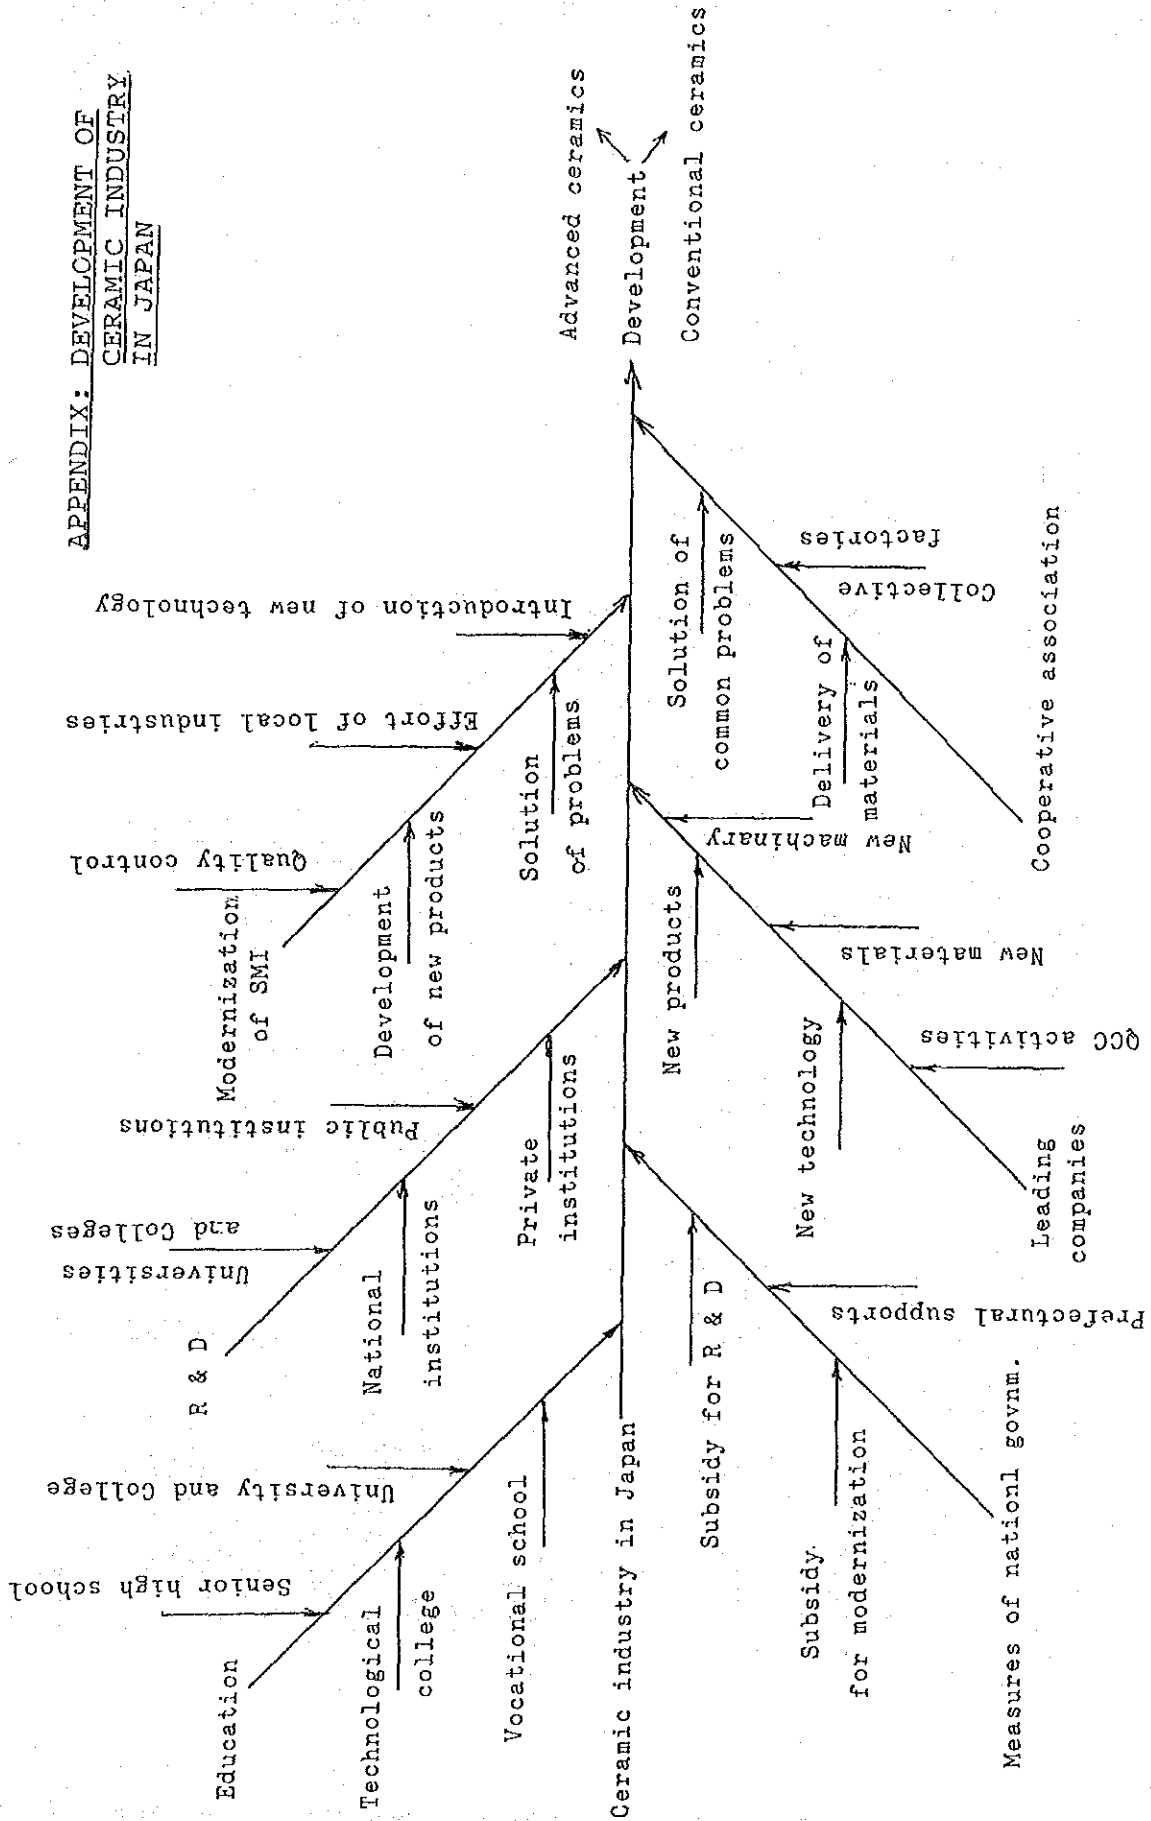 APPENDIX: DEVELOPMENT OF
CERAMIC INDUSTRY
IN JAPAN
Education
Senior high school
Technological
college
University and College
Vocational school
R & D
Universities
and Colleges
National
institutions
Public institutions
Private
institutions
Modernization
of SMI
Quality control
Development
of new products
Effort of local industries
Solution
of problems
Introduction of new technology
Ceramic industry in Japan
Development
Advanced ceramics
Conventional ceramics
Subsidy for R & D
Prefectural supports
Subsidy.
for modernization
Measures of nationl govnm.
New machinary
New products
New materials
New technology
QCC activities
Leading
companies
Solution of
common problems
Collective
factories
Delivery of
materials
Cooperative association